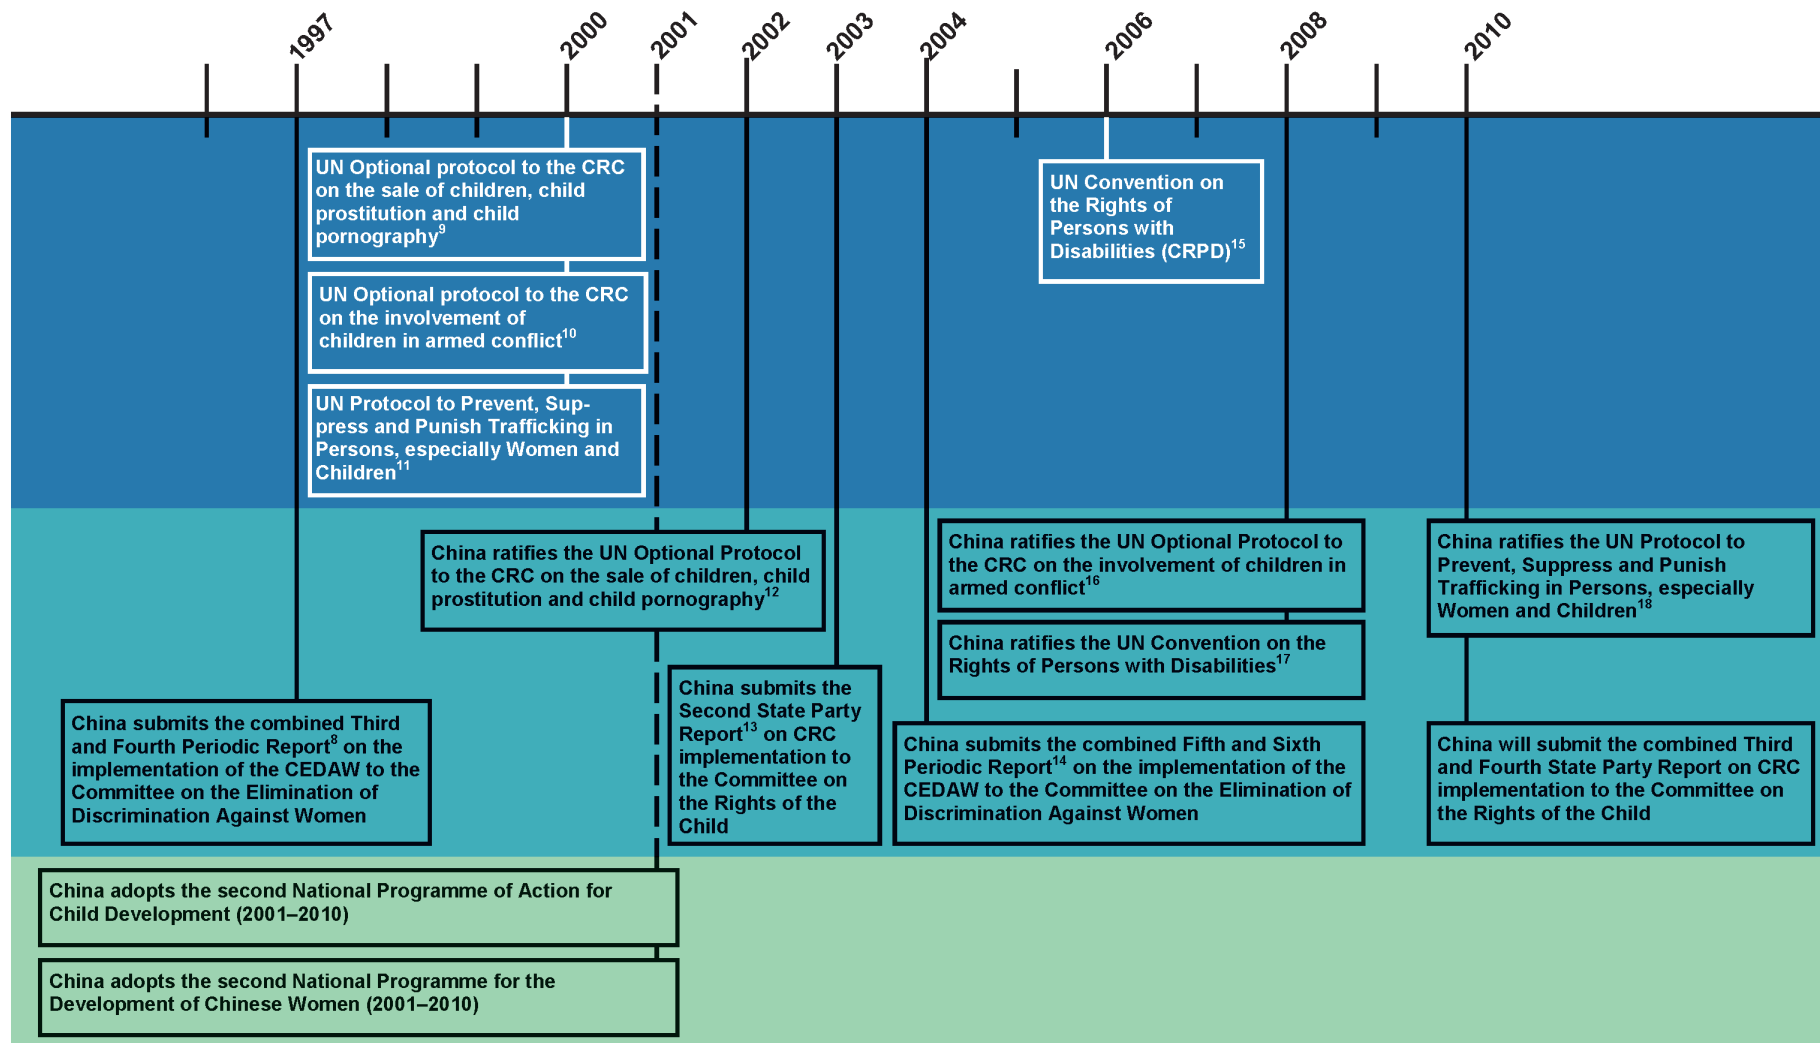 1997
2000
2001
2002
2003
2004
2006
2008
2010
UN Optional protocol to the CRC
on the sale of children, child
prostitution and child
pornography9
UN Optional protocol to the CRC
on the involvement of
children in armed conflict10
UN Protocol to Prevent, Sup-
press and Punish Trafficking in
Persons, especially Women and
Children11
UN Convention on
the Rights of
Persons with
Disabilities (CRPD)15
China ratifies the UN Optional Protocol
to the CRC on the sale of children, child
prostitution and child pornography12
China ratifies the UN Optional Protocol to
the CRC on the involvement of children in
armed conflict16
China ratifies the UN Convention on the
Rights of Persons with Disabilities17
China ratifies the UN Protocol to
Prevent, Suppress and Punish
Trafficking in Persons, especially
Women and Children18
China submits the combined Third
and Fourth Periodic Report8 on the
implementation of the CEDAW to the
Committee on the Elimination of
Discrimination Against Women
China submits the
Second State Party
Report13 on CRC
implementation to
the Committee on
the Rights of the
Child
China submits the combined Fifth and Sixth
Periodic Report14 on the implementation of the
CEDAW to the Committee on the Elimination of
Discrimination Against Women
China will submit the combined Third
and Fourth State Party Report on CRC
implementation to the Committee on
the Rights of the Child
China adopts the second National Programme of Action for
Child Development (2001–2010)
China adopts the second National Programme for the
Development of Chinese Women (2001–2010)